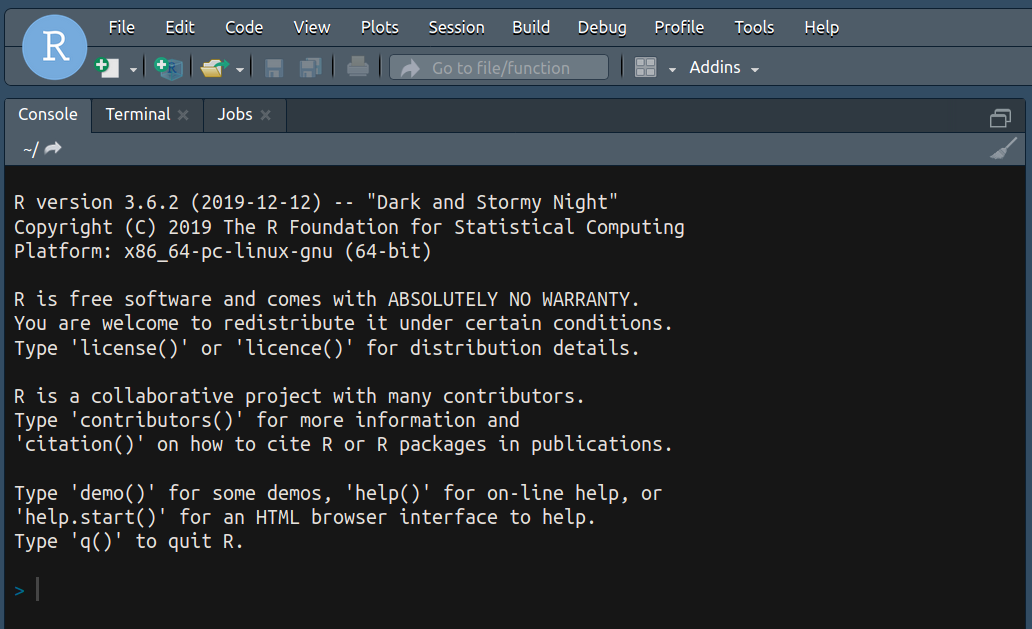 R
File Edit Code View Plots Session Build Debug Profile Tools Help
Go to file/function Addins
Console Terminal Jobs
~/
R version 3.6.2 (2019-12-12) -- "Dark and Stormy Night"
Copyright (C) 2019 The R Foundation for Statistical Computing
Platform: x86_64-pc-linux-gnu (64-bit)
R is free software and comes with ABSOLUTELY NO WARRANTY.
You are welcome to redistribute it under certain conditions.
Type 'license()' or 'licence()' for distribution details.
R is a collaborative project with many contributors.
Type 'contributors()' for more information and
'citation()' on how to cite R or R packages in publications.
Type 'demo()' for some demos, 'help()' for on-line help, or
'help.start()' for an HTML browser interface to help.
Type 'q()' to quit R.
>